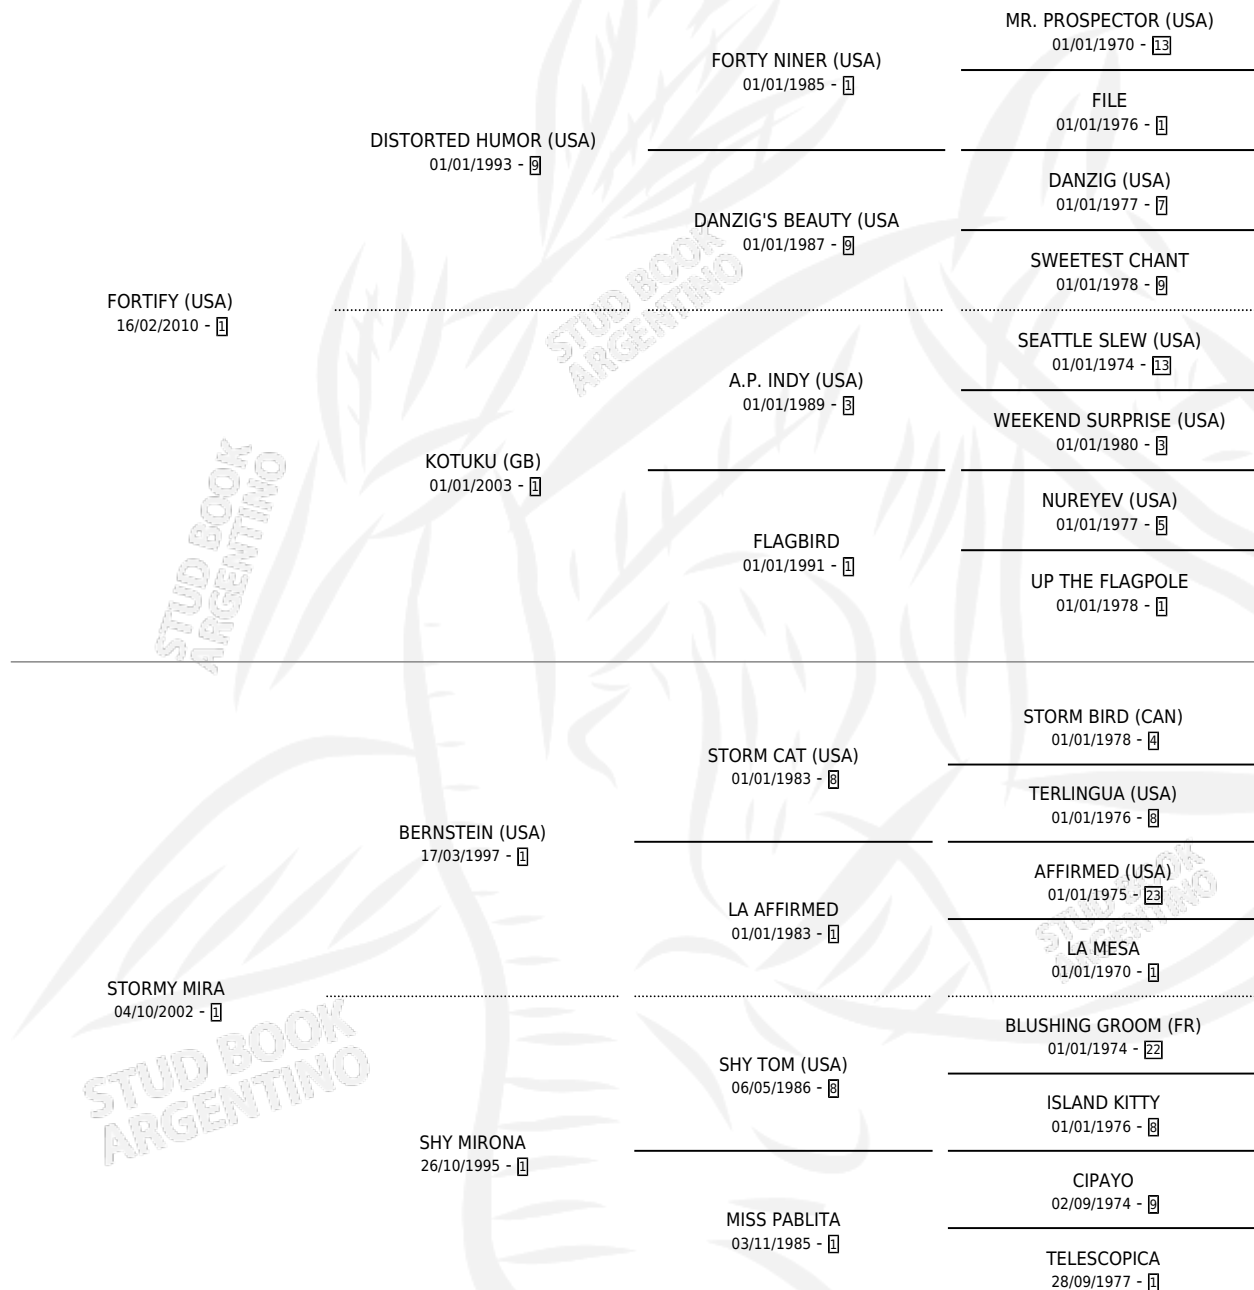 MR. PROSPECTOR (USA)
01/01/1970 - 13
FORTY NINER (USA)
01/01/1985 - 1
FILE
01/01/1976 - 1
DISTORTED HUMOR (USA)
01/01/1993 - 9
DANZIG (USA)
01/01/1977 - 7
DANZIG'S BEAUTY (USA
01/01/1987 - 9
SWEETEST CHANT
01/01/1978 - 9
FORTIFY (USA)
16/02/2010 - 1
SEATTLE SLEW (USA)
01/01/1974 - 13
A.P. INDY (USA)
01/01/1989 - 3
WEEKEND SURPRISE (USA)
01/01/1980 - 3
KOTUKU (GB)
01/01/2003 - 1
NUREYEV (USA)
01/01/1977 - 5
FLAGBIRD
01/01/1991 - 1
UP THE FLAGPOLE
01/01/1978 - 1
STORM BIRD (CAN)
01/01/1978 - 4
STORM CAT (USA)
01/01/1983 - 8
TERLINGUA (USA)
01/01/1976 - 8
BERNSTEIN (USA)
17/03/1997 - 1
AFFIRMED (USA)
01/01/1975 - 23
LA AFFIRMED
01/01/1983 - 1
LA MESA
01/01/1970 - 1
STORMY MIRA
04/10/2002 - 1
BLUSHING GROOM (FR)
01/01/1974 - 22
SHY TOM (USA)
06/05/1986 - 8
ISLAND KITTY
01/01/1976 - 8
SHY MIRONA
26/10/1995 - 1
CIPAYO
02/09/1974 - 9
MISS PABLITA
03/11/1985 - 1
TELESCOPICA
28/09/1977 - 1
STUD BOOK
ARGENTINO
STUD BOOK
ARGENTINO
STUD BOOK
ARGENTINO
STUD BOOK
ARGENTINO